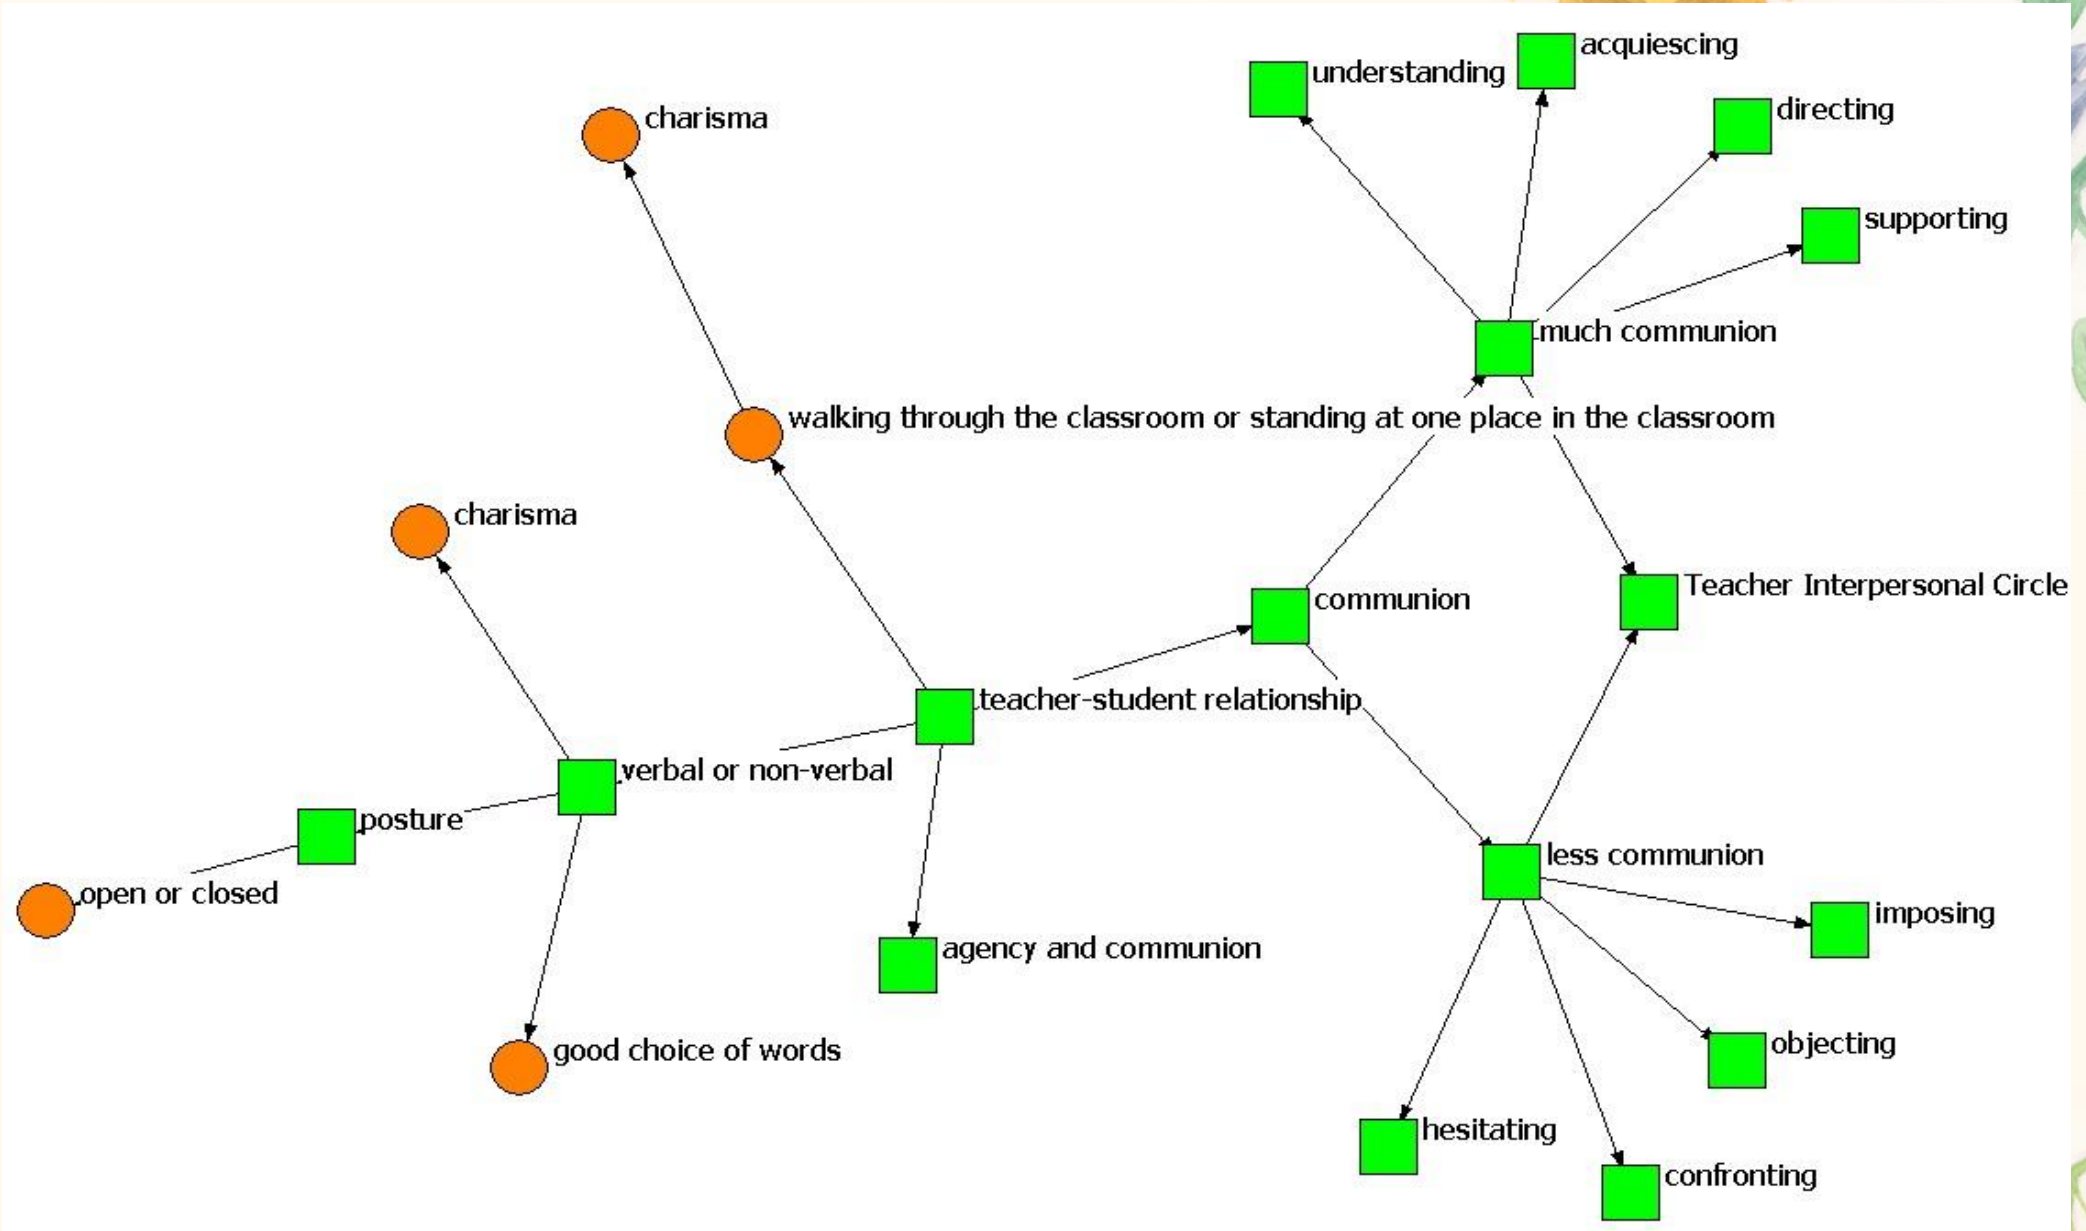 acquiescing
understanding
directing
charisma
supporting
much communion
walking through the classroom or standing at one place in the classroom
charisma
Teacher Interpersonal Circle
communion
teacher-student relationship
verbal or non-verbal
posture
less communion
open or closed
imposing
agency and communion
objecting
good choice of words
hesitating
confronting